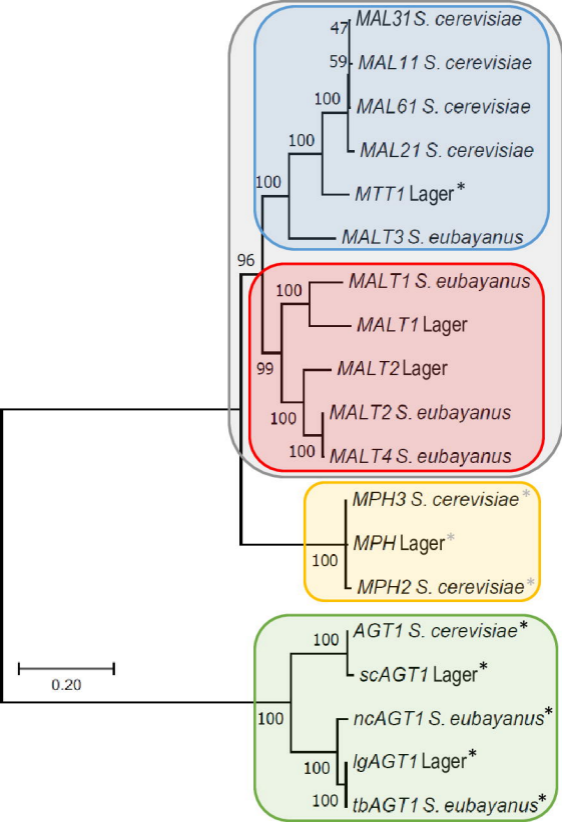 MAL31 S. cerevisiae
47
59
MAL11 S. cerevisiae
100
MAL61 S. cerevisiae
100
MAL21 S. cerevisiae
100
MTT1 Lager*
MALT3 S. eubayanus
96
100
MALT1 S. eubayanus
MALT1 Lager
99
MALT2 Lager
100
MALT2 S. eubayanus
100
MALT4 S. eubayanus
MPH3 S. cerevisiae*
MPH Lager*
100
MPH2 S. cerevisiae*
AGT1 S. cerevisiae*
100
scAGT1 Lager*
0.20
100
ncAGT1 S. eubayanus*
100
lgAGT1 Lager*
100
tbAGT1 S. eubayanus*